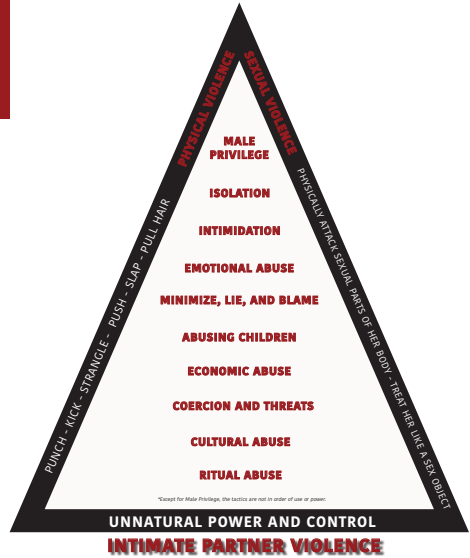 PHYSICAL VIOLENCE
SEXUAL VIOLENCE
PUNCH - KICK - STRANGLE - PUSH - SLAP - PULL HAIR
PHYSICALLY ATTACK SEXUAL PARTS OF HER BODY - TREAT HER LIKE A SEX OBJECT
MALE
PRIVILEGE
ISOLATION
INTIMIDATION
EMOTIONAL ABUSE
MINIMIZE, LIE, AND BLAME
ABUSING CHILDREN
ECONOMIC ABUSE
COERCION AND THREATS
CULTURAL ABUSE
RITUAL ABUSE
*Except for Male Privilege, the tactics are not in order of use or power.
UNNATURAL POWER AND CONTROL
INTIMATE PARTNER VIOLENCE